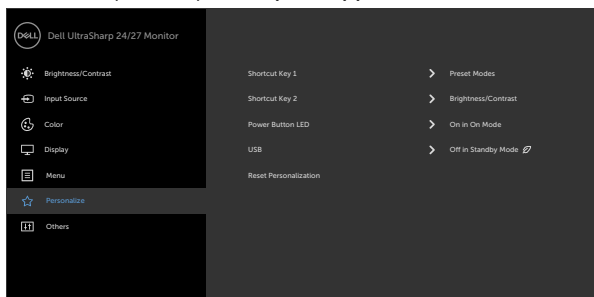 DELL Dell UltraSharp 24/27 Monitor
Brightness/Contrast Shortcut Key 1 Preset Modes
Input Source Shortcut Key 2 Brightness/Contrast
Color Power Button LED On in On Mode
Display USB Off in Standby Mode
Menu Reset Personalization
Personalize
Others